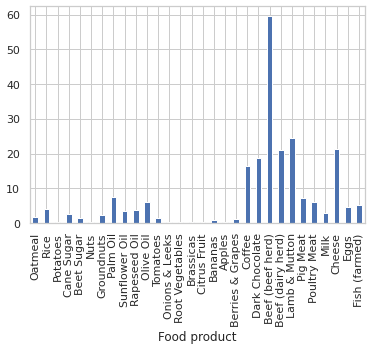 60
50
40
30
20
10
0
Oatmeal
Rice
Potatoes
Cane Sugar
Beet Sugar
Nuts
Groundnuts
Palm Oil
Sunflower Oil
Rapeseed Oil
Olive Oil
Tomatoes
Onions & Leeks
Root Vegetables
Brassicas
Citrus Fruit
Bananas
Apples
Berries & Grapes
Coffee
Dark Chocolate
Beef (beef herd)
Beef (dairy herd)
Lamb & Mutton
Pig Meat
Poultry Meat
Milk
Cheese
Eggs
Fish (farmed)
Food product